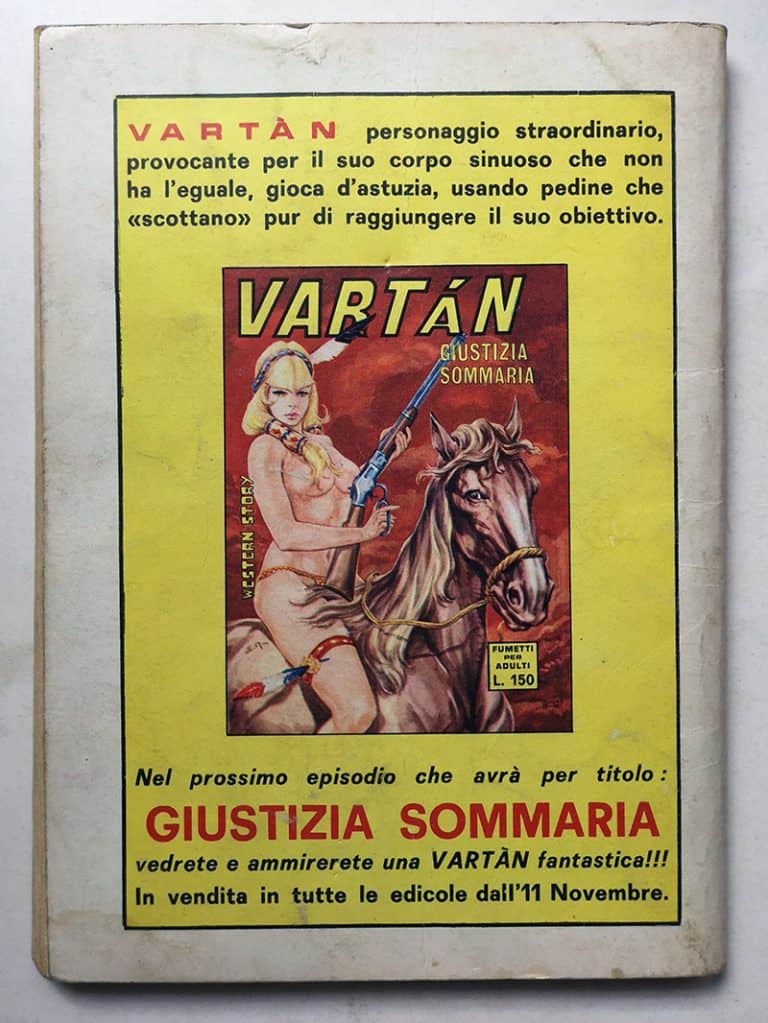 VARTÀN personaggio straordinario,
provocante per il suo corpo sinuoso che non
ha l'eguale, gioca d'astuzia, usando pedine che
«scottano» pur di raggiungere il suo obiettivo.
VARTÁN
GIUSTIZIA
SOMMARIA
WESTERN STORY
FUMETTI
PER
ADULTI
L. 150
Nel prossimo episodio che avrà per titolo :
GIUSTIZIA SOMMARIA
vedrete e ammirerete una VARTÀN fantastica!!!
In vendita in tutte le edicole dall'11 Novembre.